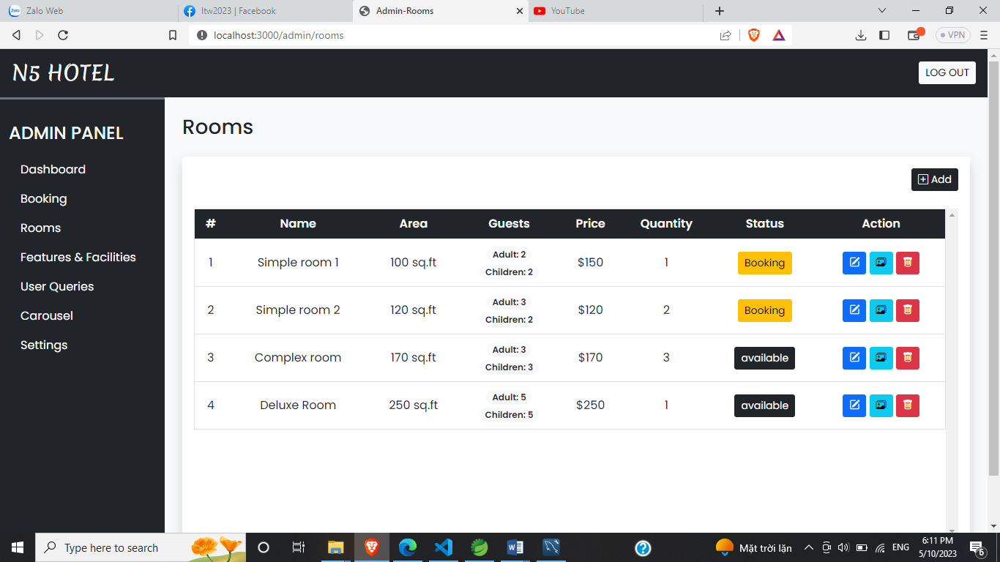 Zalo Web
ltw2023 | Facebook
Admin-Rooms
YouTube
localhost:3000/admin/rooms
VPN
N5 HOTEL
LOG OUT
ADMIN PANEL
Dashboard
Booking
Rooms
Features & Facilities
User Queries
Carousel
Settings
Rooms
Add
# Name Area Guests Price Quantity Status Action
1 Simple room 1 100 sq.ft Adult: 2 Children: 2 $150 1 Booking
2 Simple room 2 120 sq.ft Adult: 3 Children: 2 $120 2 Booking
3 Complex room 170 sq.ft Adult: 3 Children: 3 $170 3 available
4 Deluxe Room 250 sq.ft Adult: 5 Children: 5 $250 1 available
Type here to search
Mặt trời lặn
ENG
6:11 PM
5/10/2023
6